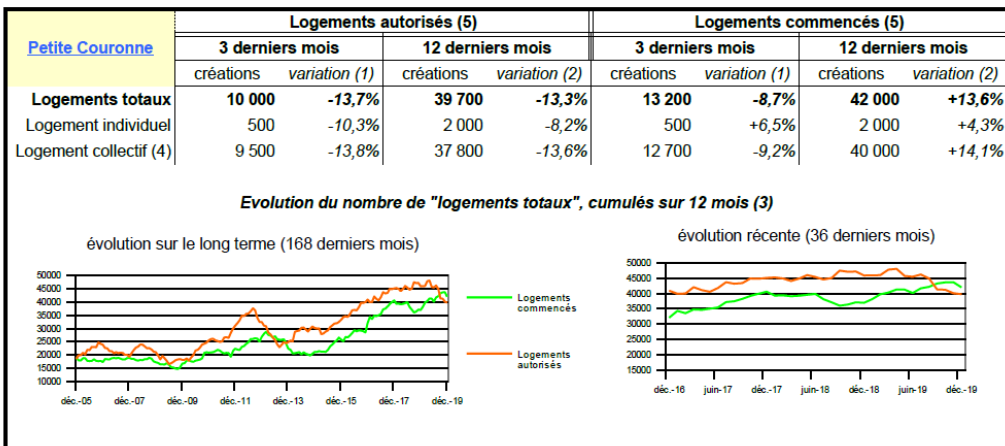 Logements autorisés (5) Logements commencés (5)
Petite Couronne 3 derniers mois 12 derniers mois 3 derniers mois 12 derniers mois
créations variation (1) créations variation (2) créations variation (1) créations variation (2)
Logements totaux 10 000 -13,7% 39 700 -13,3% 13 200 -8,7% 42 000 +13,6%
Logement individuel 500 -10,3% 2 000 -8,2% 500 +6,5% 2 000 +4,3%
Logement collectif (4) 9 500 -13,8% 37 800 -13,6% 12 700 -9,2% 40 000 +14,1%
Evolution du nombre de "logements totaux", cumulés sur 12 mois (3)
évolution sur le long terme (168 derniers mois)
50000
45000
40000
35000
30000
25000
20000
15000
10000
déc.-05 déc.-07 déc.-09 déc.-11 déc.-13 déc.-15 déc.-17 déc.-19
Logements
commencés
Logements
autorisés
évolution récente (36 derniers mois)
50000
45000
40000
35000
30000
25000
20000
15000
déc.-16 juin-17 déc.-17 juin-18 déc.-18 juin-19 déc.-19